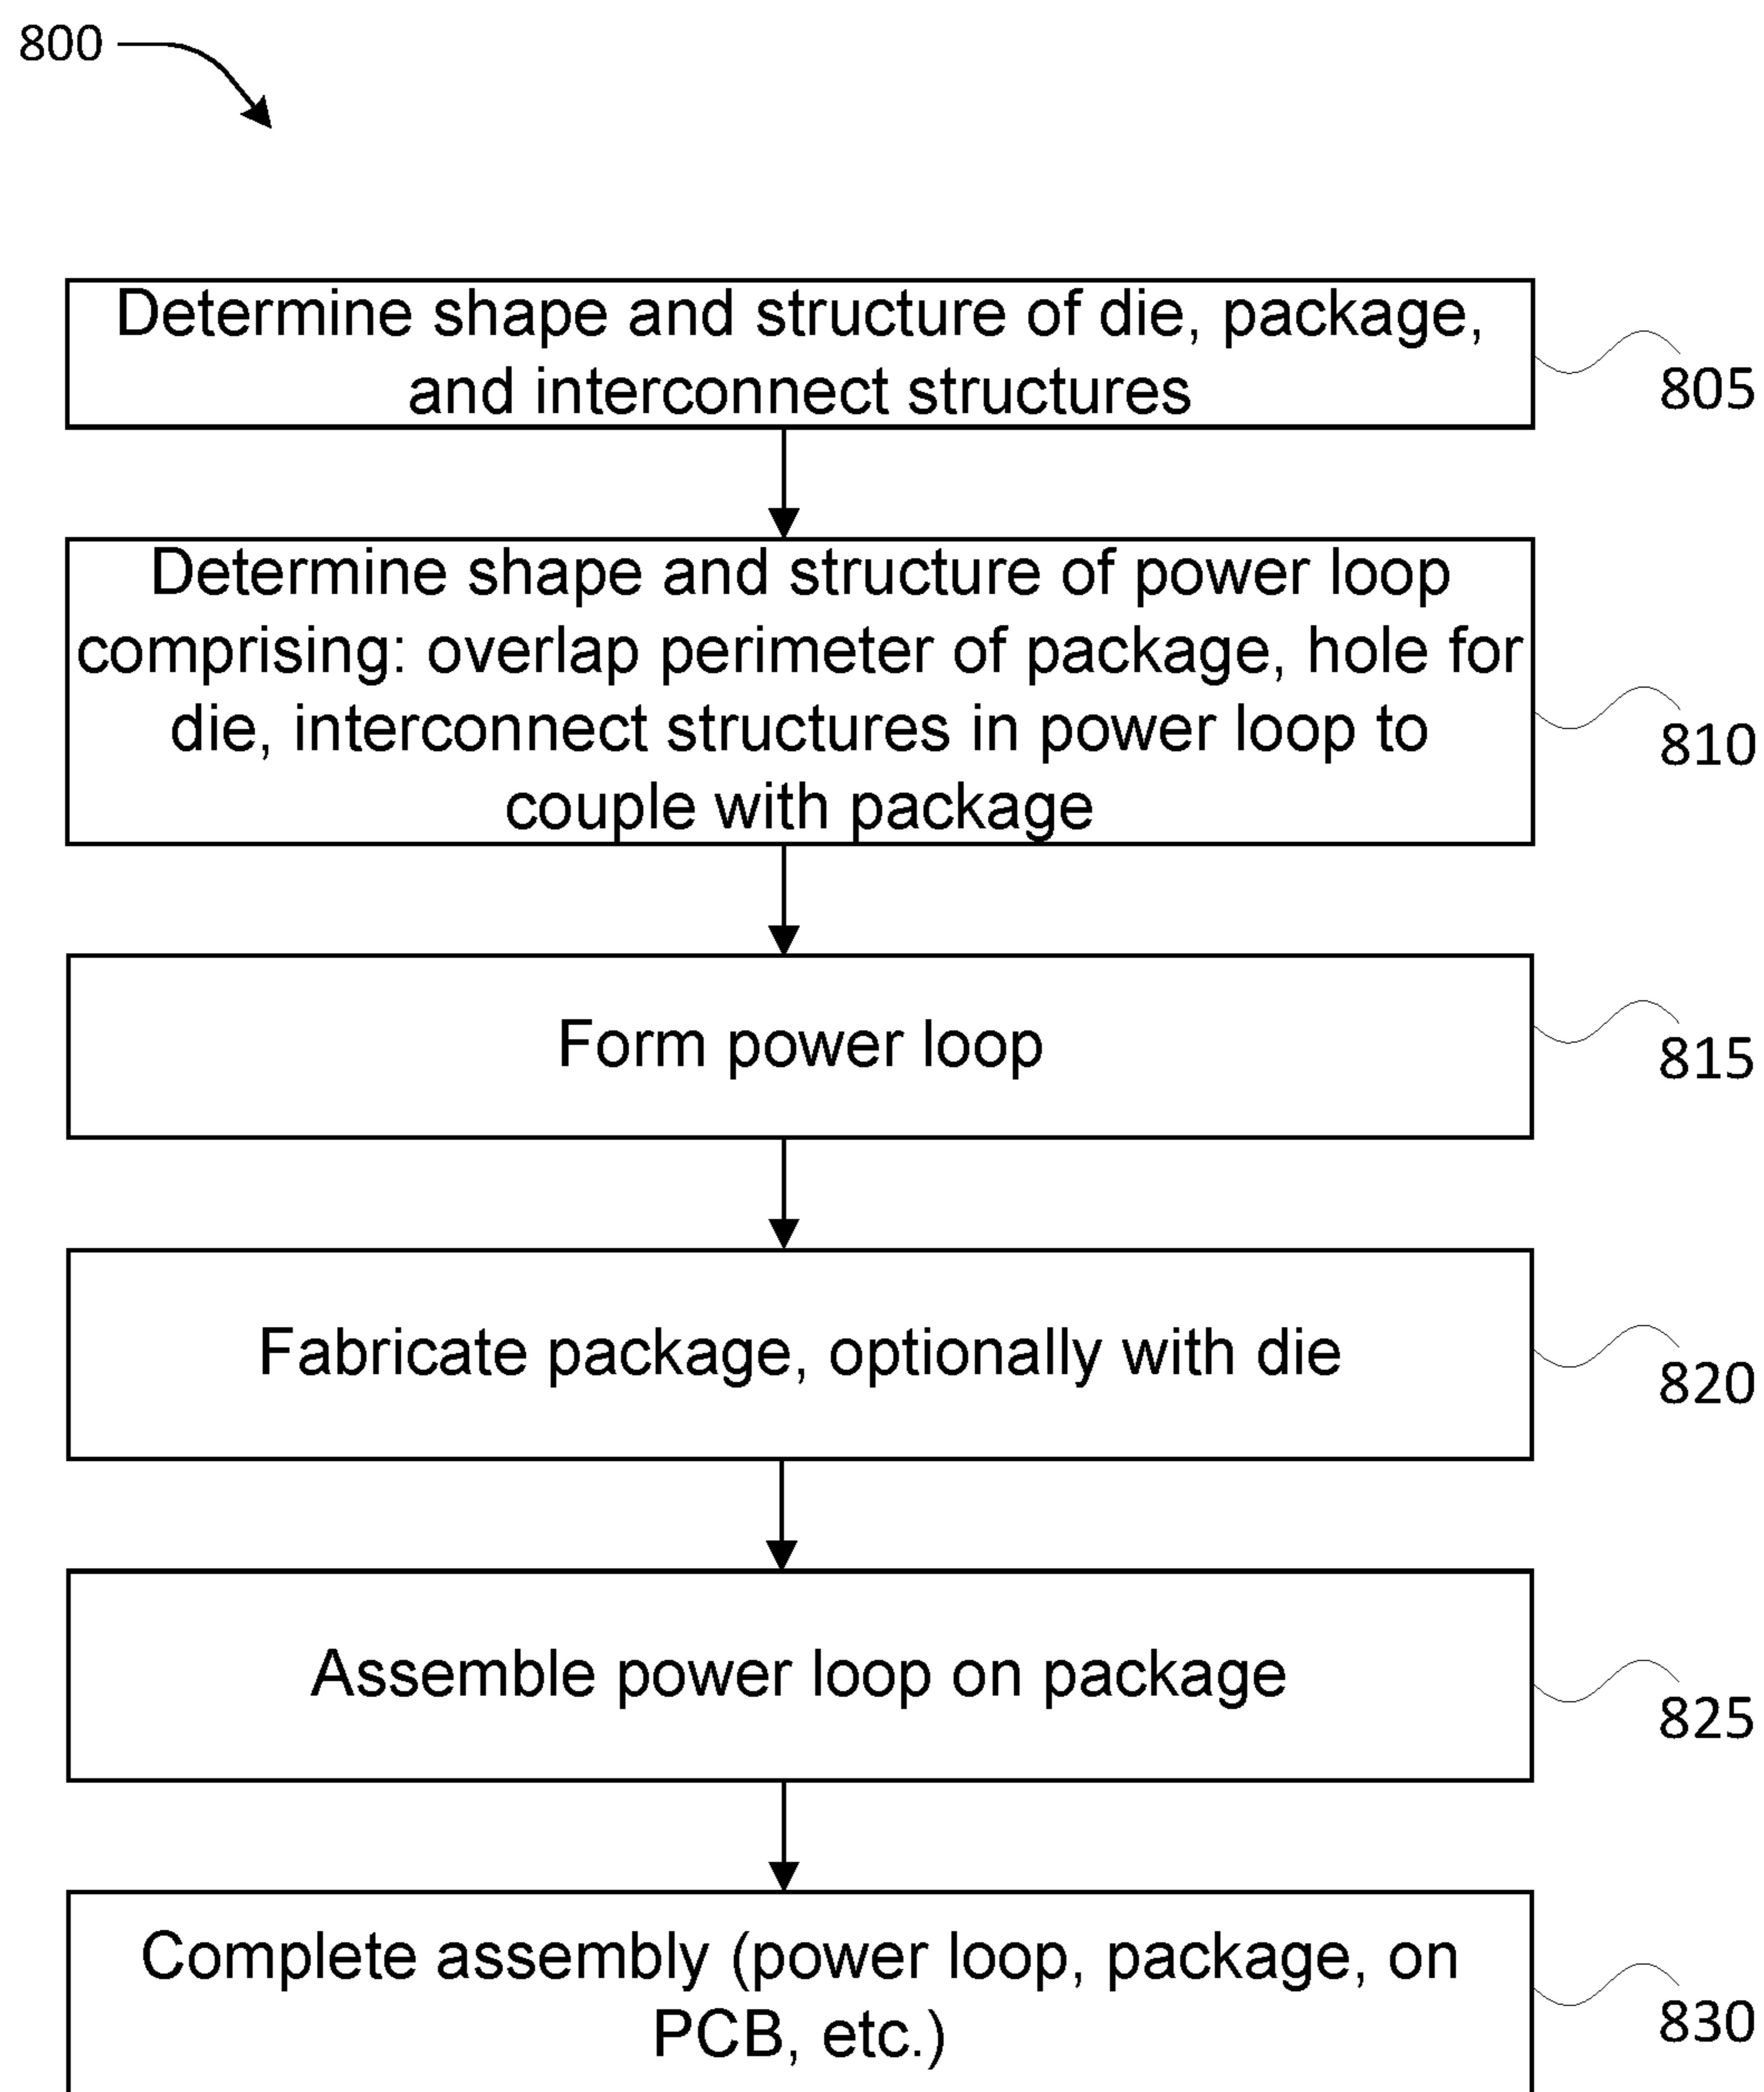 800
Determine shape and structure of die, package,
and interconnect structures
805
Determine shape and structure of power loop
comprising: overlap perimeter of package, hole for
die, interconnect structures in power loop to
couple with package
810
Form power loop
815
Fabricate package, optionally with die
820
Assemble power loop on package
825
Complete assembly (power loop, package, on
PCB, etc.)
830